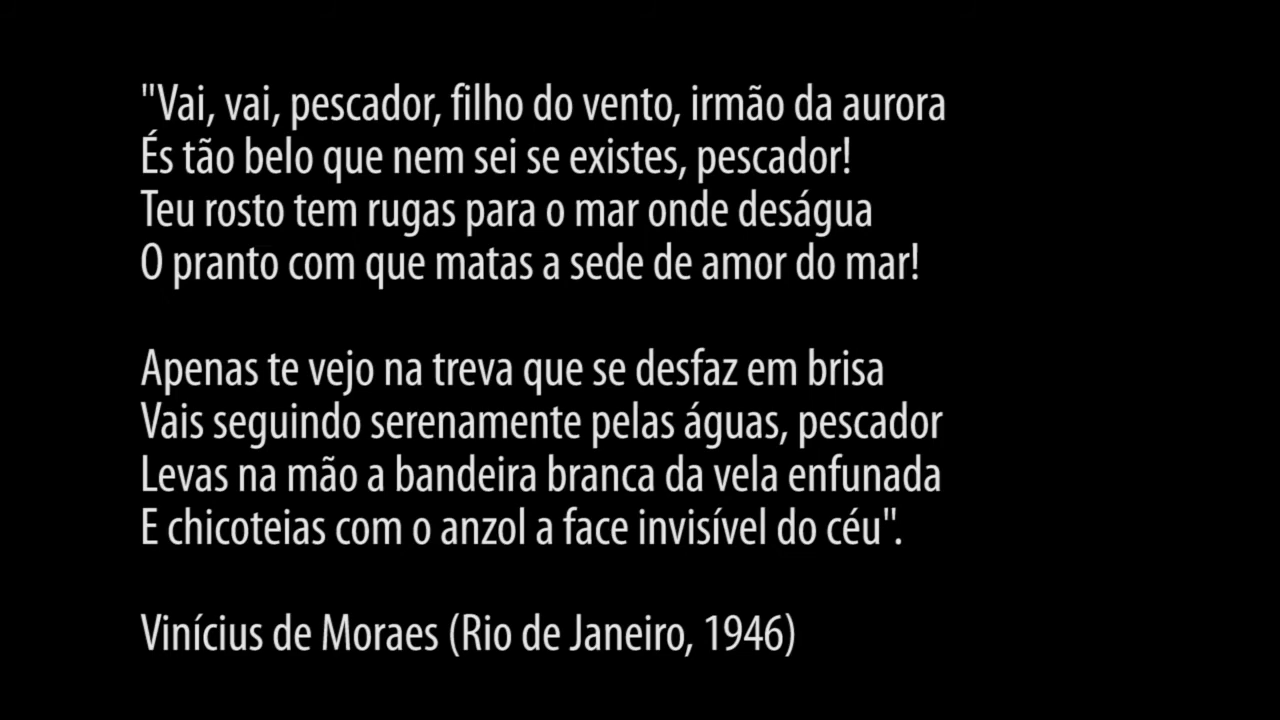 "Vai, vai, pescador, filho do vento, irmão da aurora
És tão belo que nem sei se existes, pescador!
Teu rosto tem rugas para o mar onde deságua
O pranto com que matas a sede de amor do mar!
Apenas te vejo na treva que se desfaz em brisa
Vais seguindo serenamente pelas águas, pescador
Levas na mão a bandeira branca da vela enfunada
E chicoteias com o anzol a face invisível do céu".
Vinícius de Moraes (Rio de Janeiro, 1946)